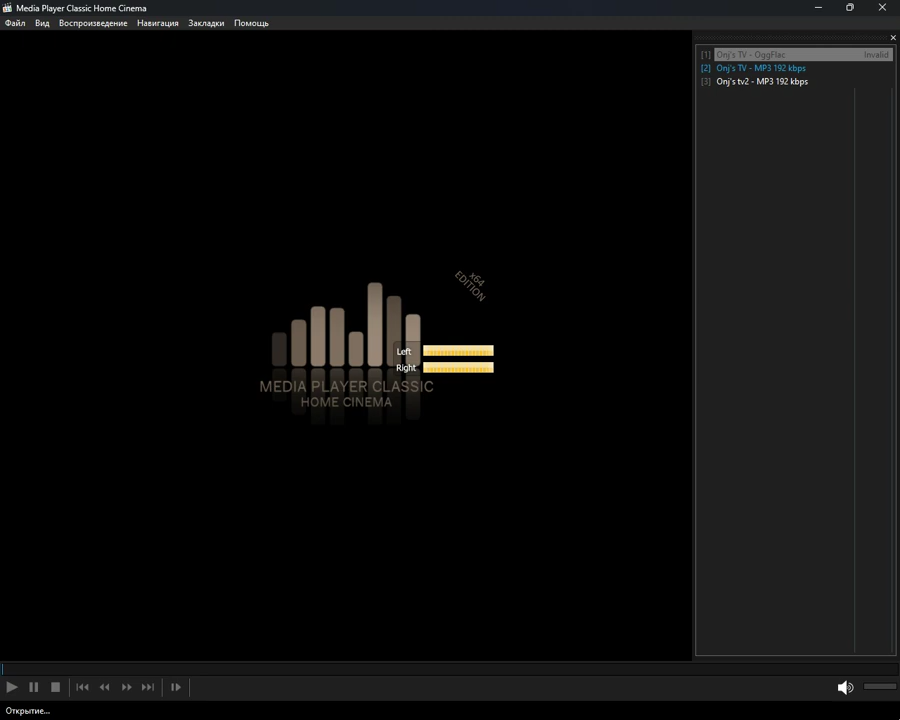 Media Player Classic Home Cinema
Файл Вид Воспроизведение Навигация Закладки Помощь
[1] Onj's TV - OggFlac Invalid
[2] Onj's TV - MP3 192 kbps
[3] Onj's tv2 - MP3 192 kbps
x64
EDITION
Left
Right
MEDIA PLAYER CLASSIC
HOME CINEMA
Открытие...